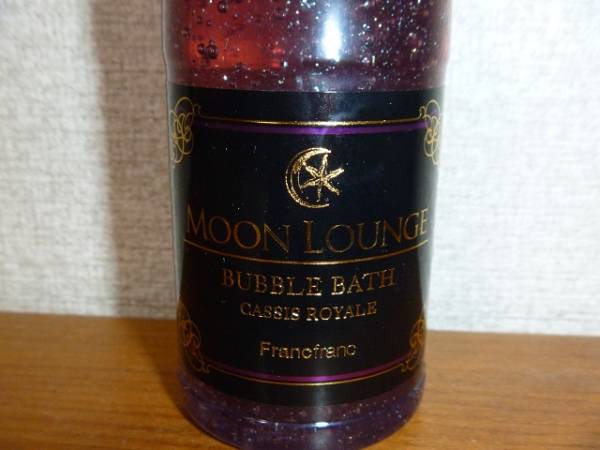 MOON LOUNGE
BUBBLE BATH
CASSIS ROYALE
Francfranc